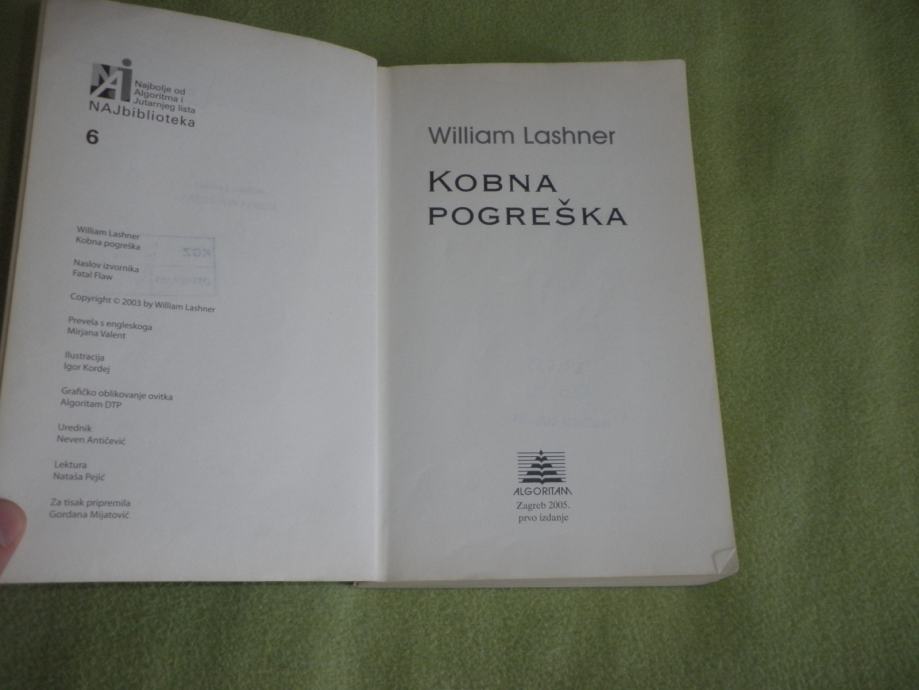 Najbolje od
Algoritma i
Jutarnjeg lista
NAJbiblioteka
6
William Lashner
Kobna pogreška
Naslov izvornika
Fatal Flaw
Copyright © 2003 by William Lashner
Prevela s engleskoga
Mirjana Valent
Ilustracija
Igor Kordej
Grafičko oblikovanje ovitka
Algoritam DTP
Urednik
Neven Antičević
Lektura
Nataša Pejić
Za tisak pripremila
Gordana Mijatović
William Lashner
KOBNA
POGREŠKA
ALGORITAM
Zagreb 2005.
prvo izdanje